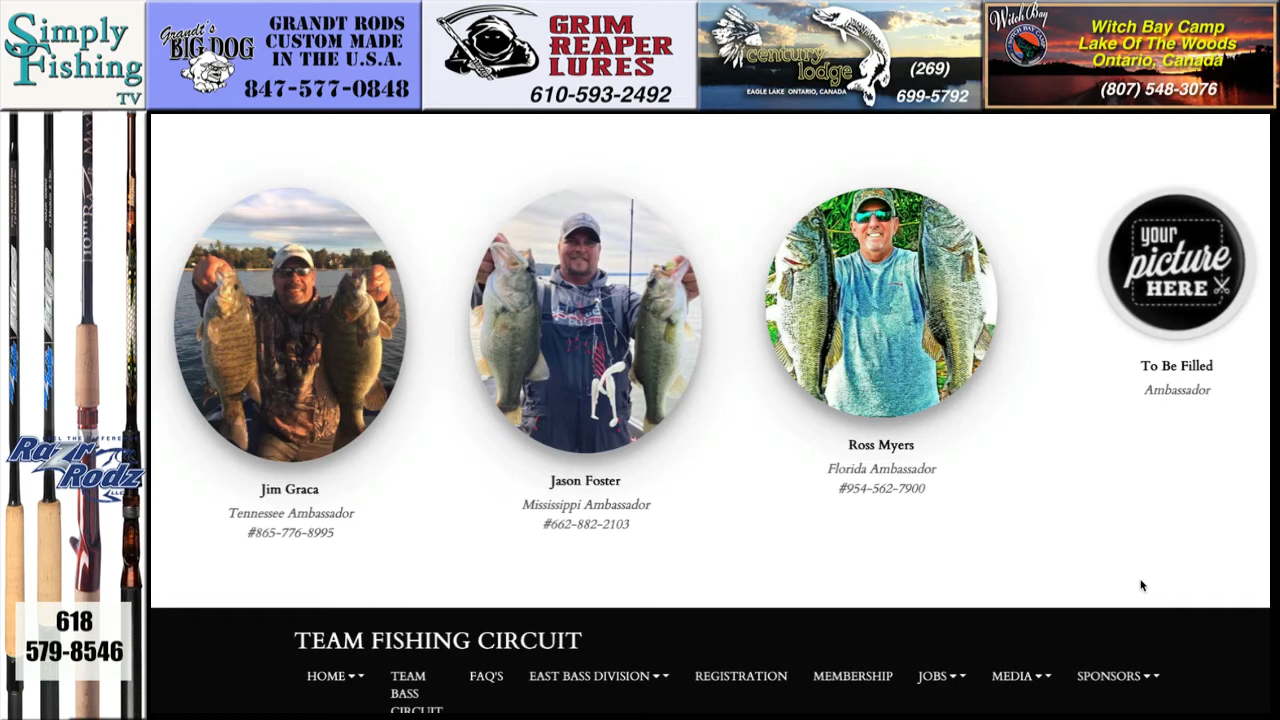 Simply
Fishing
TV
Grandt's
BIG DOG
GRANDT RODS
CUSTOM MADE
IN THE U.S.A.
847-577-0848
GRIM
REAPER
LURES
610-593-2492
century
lodge
EAGLE LAKE ONTARIO, CANADA
(269)
699-5792
Witch Bay
WITCH BAY CAMP
Witch Bay Camp
Lake Of The Woods
Ontario, Canada
(807) 548-3076
your
picture
HERE
To Be Filled
Ambassador
Ross Myers
Florida Ambassador
#954-562-7900
Jason Foster
Mississippi Ambassador
#662-882-2103
Jim Graca
Tennessee Ambassador
#865-776-8995
Razr
Rodz
LLC
618
579-8546
TEAM FISHING CIRCUIT
HOME
TEAM
BASS
CIRCUIT
FAQ'S
EAST BASS DIVISION
REGISTRATION
MEMBERSHIP
JOBS
MEDIA
SPONSORS